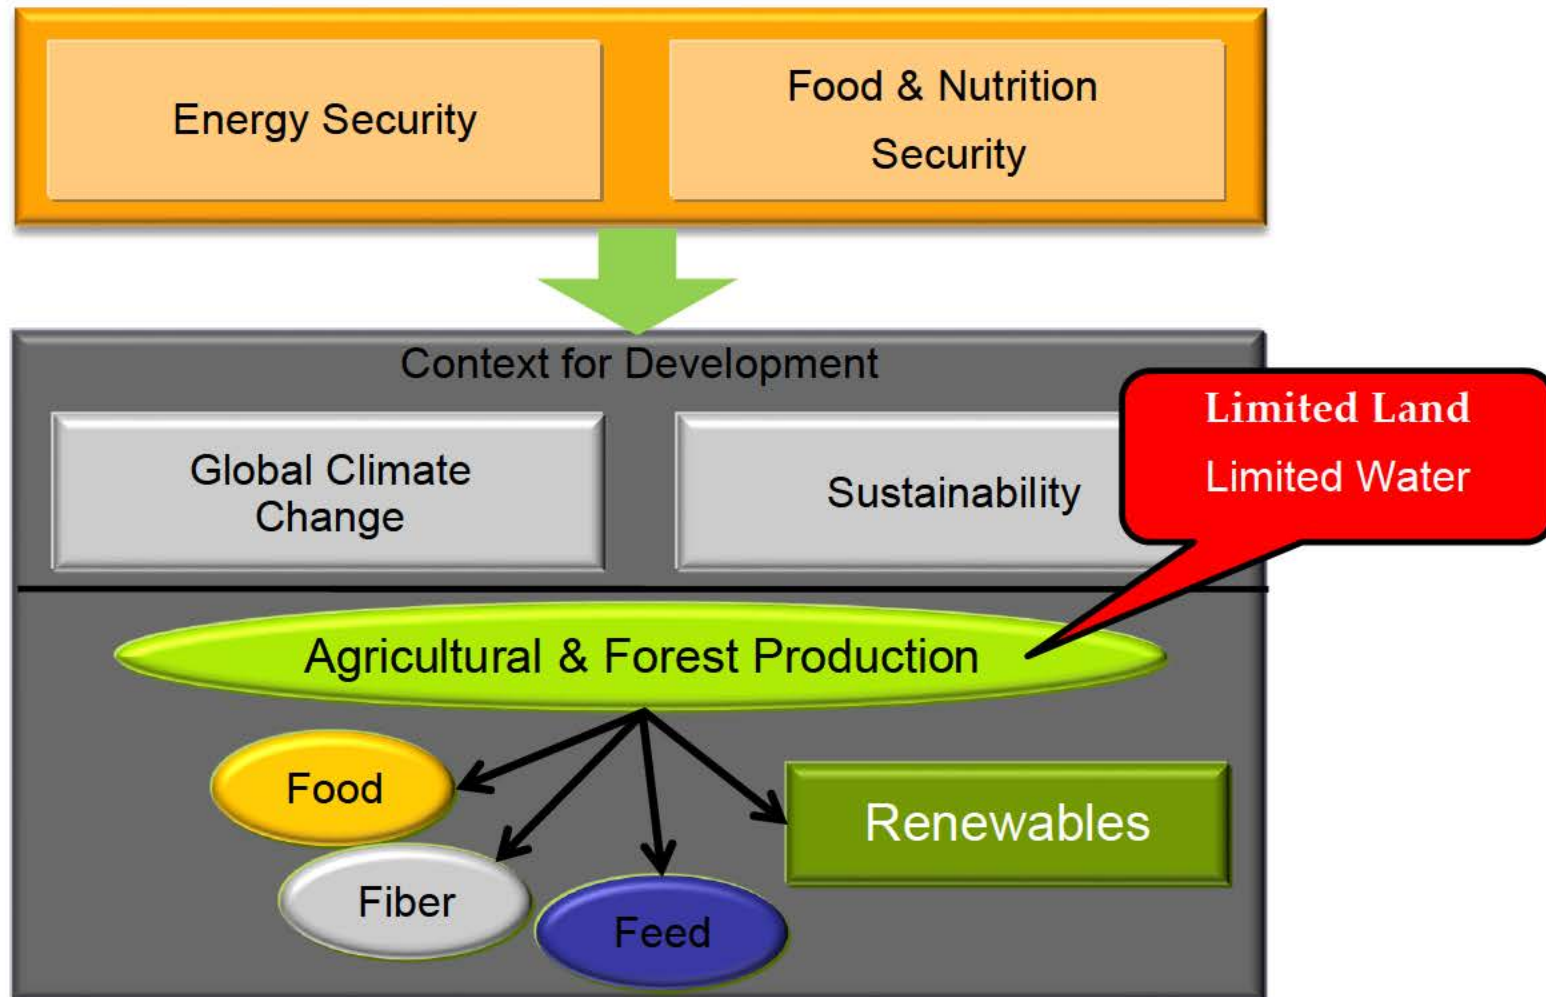 Energy Security
Food & Nutrition
Security
Context for Development
Global Climate
Change
Sustainability
Limited Land
Limited Water
Agricultural & Forest Production
Food
Fiber
Feed
Renewables